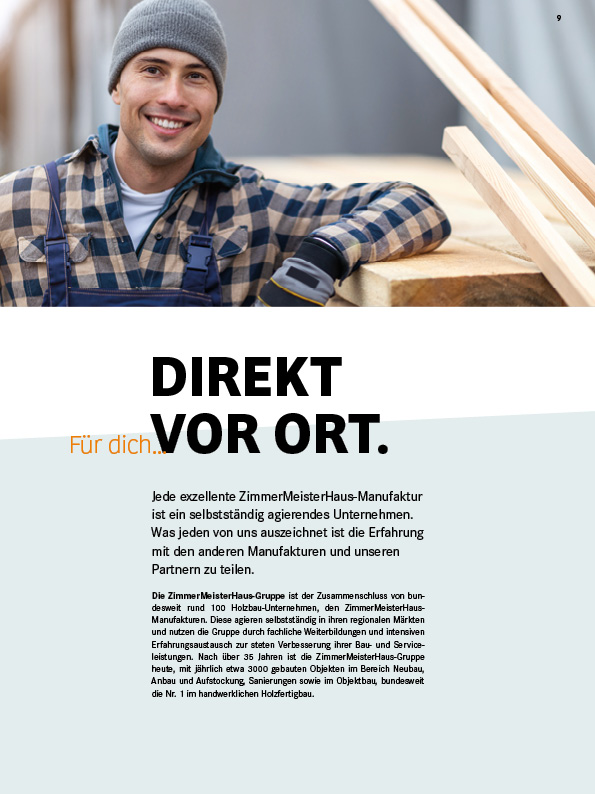 9
DIREKT
Für dich...VOR ORT.
Jede exzellente ZimmerMeisterHaus-Manufaktur
ist ein selbstständig agierendes Unternehmen.
Was jeden von uns auszeichnet ist die Erfahrung
mit den anderen Manufakturen und unseren
Partnern zu teilen.
Die ZimmerMeisterHaus-Gruppe ist der Zusammenschluss von bun-
desweit rund 100 Holzbau-Unternehmen, den ZimmerMeisterHaus-
Manufakturen. Diese agieren selbstständig in ihren regionalen Märkten
und nutzen die Gruppe durch fachliche Weiterbildungen und intensiven
Erfahrungsaustausch zur steten Verbesserung ihrer Bau- und Service-
leistungen. Nach über 35 Jahren ist die ZimmerMeisterHaus-Gruppe
heute, mit jährlich etwa 3000 gebauten Objekten im Bereich Neubau,
Anbau und Aufstockung, Sanierungen sowie im Objektbau, bundesweit
die Nr. 1 im handwerklichen Holzfertigbau.